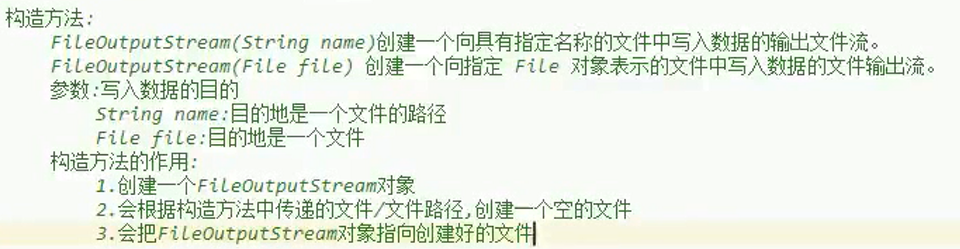 构造方法:
FileOutputStream(String name)创建一个向具有指定名称的文件中写入数据的输出文件流。
FileOutputStream(File file) 创建一个向指定 File 对象表示的文件中写入数据的文件输出流。
参数:写入数据的目的
String name:目的地是一个文件的路径
File file:目的地是一个文件
构造方法的作用:
1.创建一个FileOutputStream对象
2.会根据构造方法中传递的文件/文件路径,创建一个空的文件
3.会把FileOutputStream对象指向创建好的文件